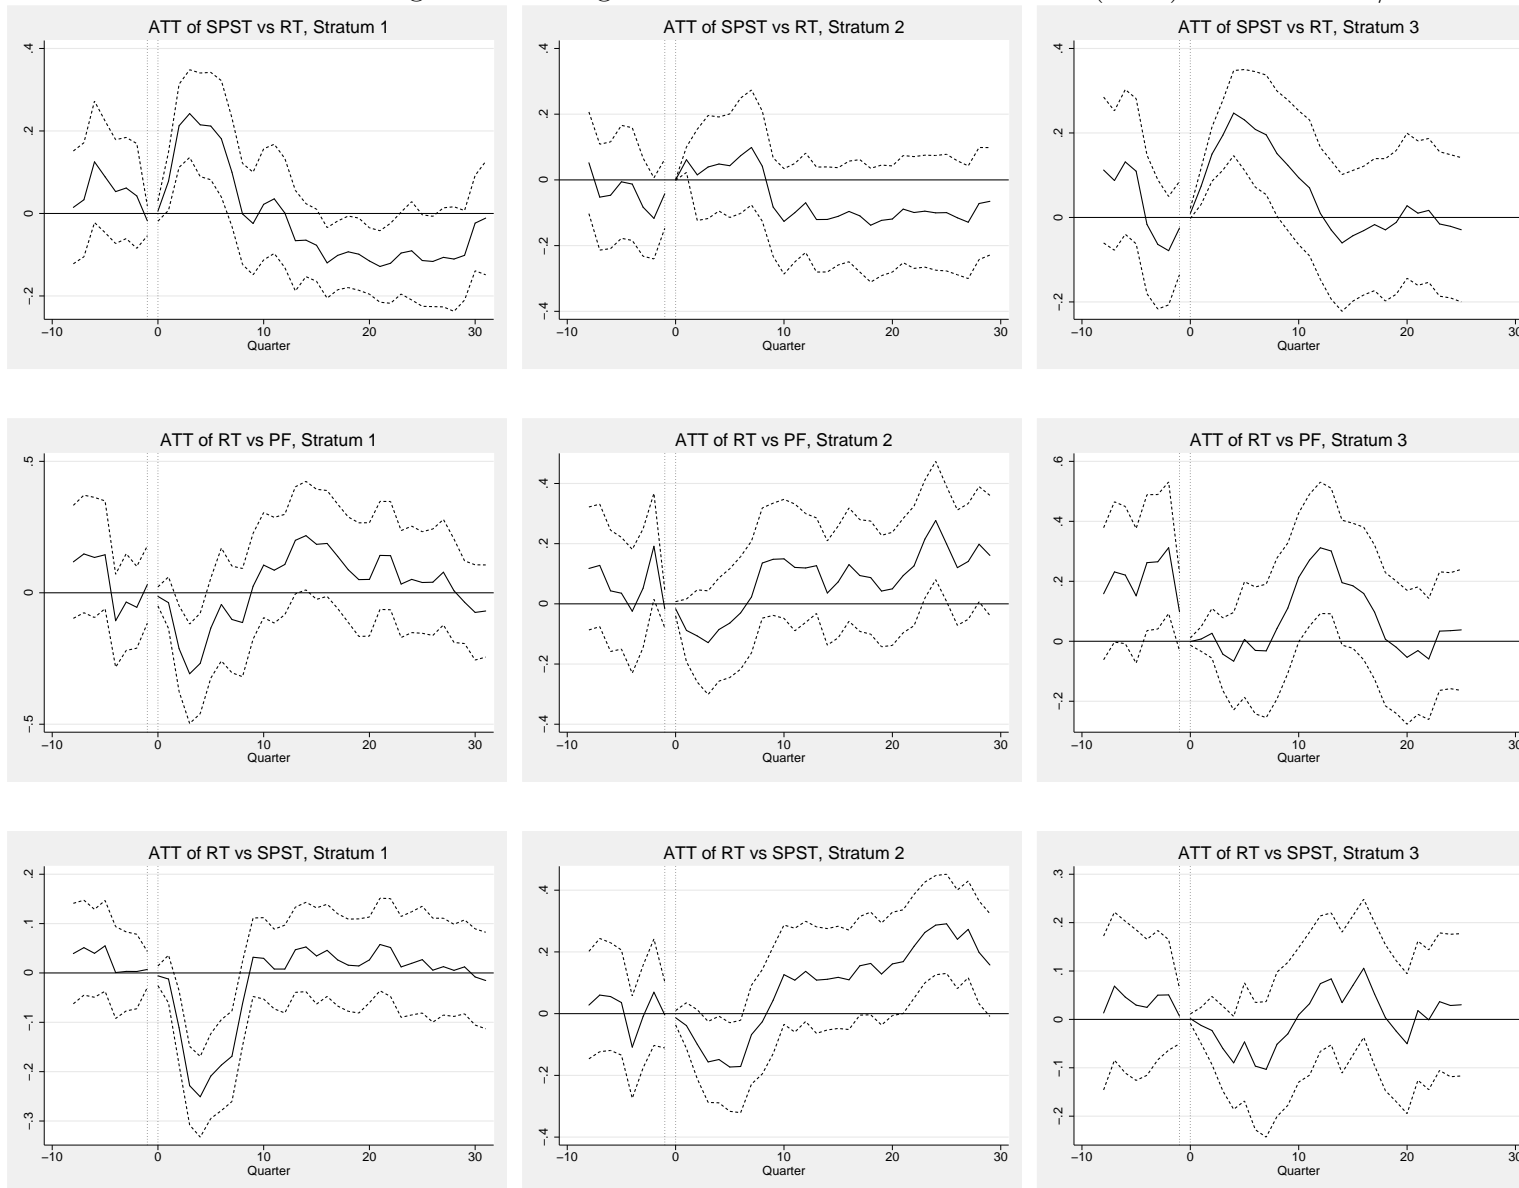 ATT of SPST vs RT, Stratum 1
.4
.2
0
-.2
-10 0 10 20 30
Quarter
ATT of SPST vs RT, Stratum 2
.4
.2
0
-.2
-.4
-10 0 10 20 30
Quarter
ATT of SPST vs RT, Stratum 3
.4
.2
0
-.2
-10 0 10 20 30
Quarter
ATT of RT vs PF, Stratum 1
.5
0
-.5
-10 0 10 20 30
Quarter
ATT of RT vs PF, Stratum 2
.4
.2
0
-.2
-.4
-10 0 10 20 30
Quarter
ATT of RT vs PF, Stratum 3
.6
.4
.2
0
-.2
-10 0 10 20 30
Quarter
ATT of RT vs SPST, Stratum 1
.2
.1
0
-.1
-.2
-.3
-10 0 10 20 30
Quarter
ATT of RT vs SPST, Stratum 2
.4
.2
0
-.2
-.4
-10 0 10 20 30
Quarter
ATT of RT vs SPST, Stratum 3
.3
.2
.1
0
-.1
-.2
-10 0 10 20 30
Quarter